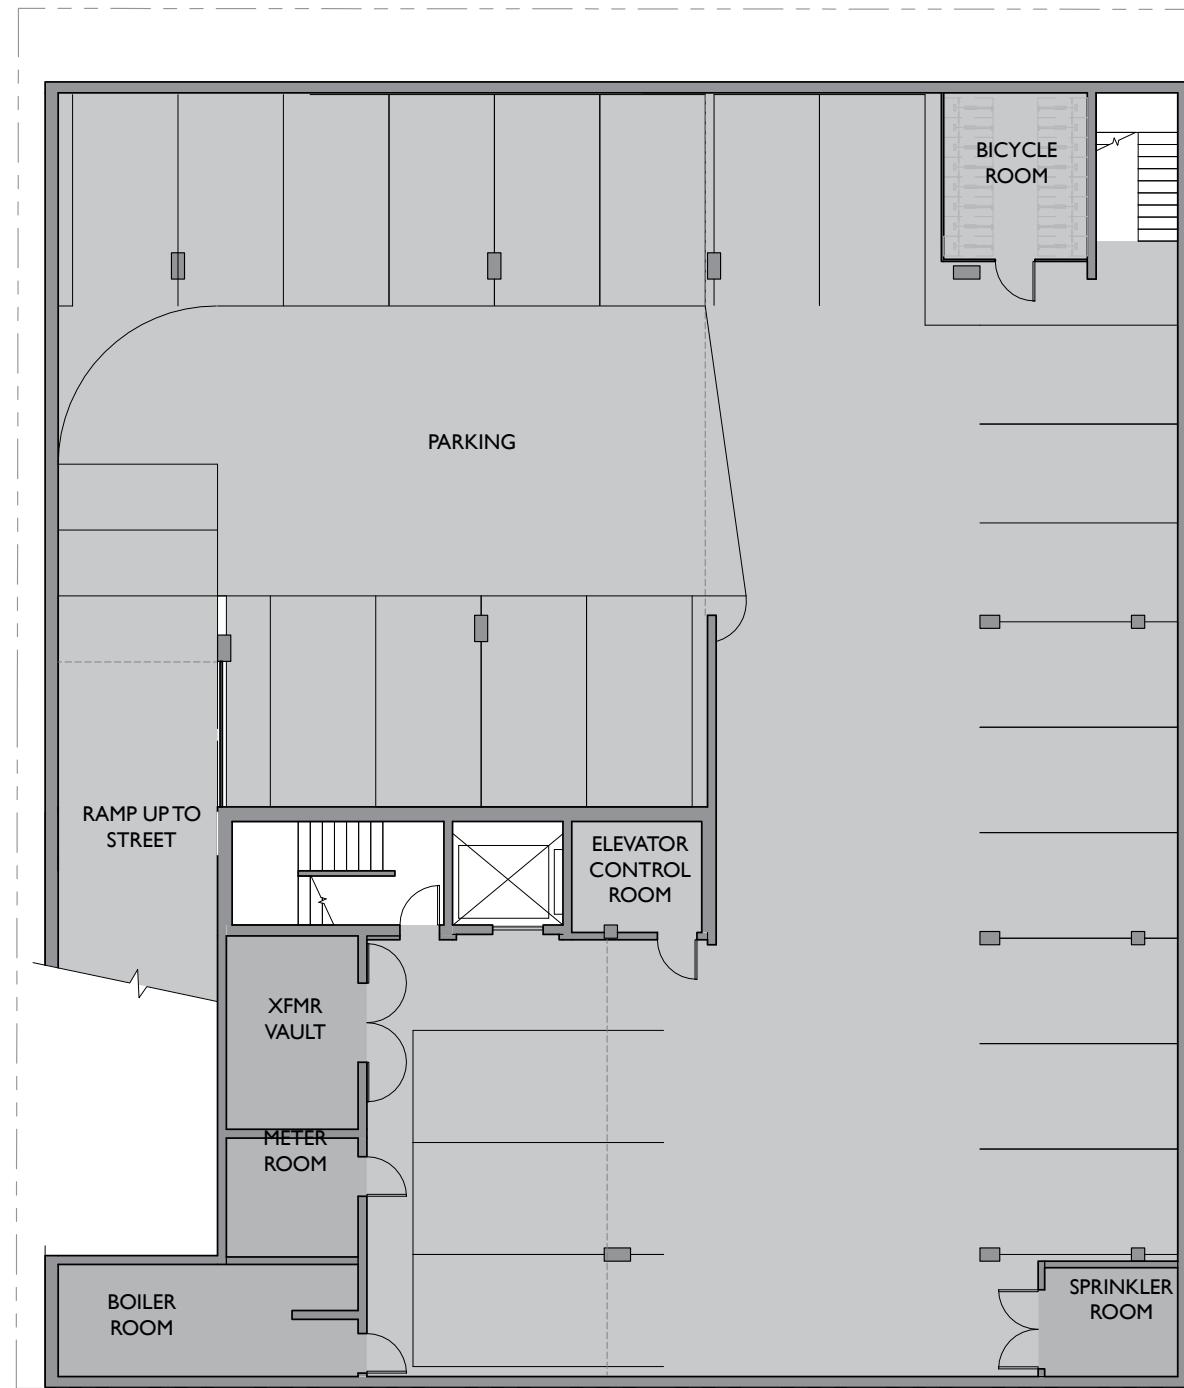 BICYCLE
ROOM
PARKING
RAMP UP TO
STREET
ELEVATOR
CONTROL
ROOM
XFMR
VAULT
METER
ROOM
BOILER
ROOM
SPRINKLER
ROOM